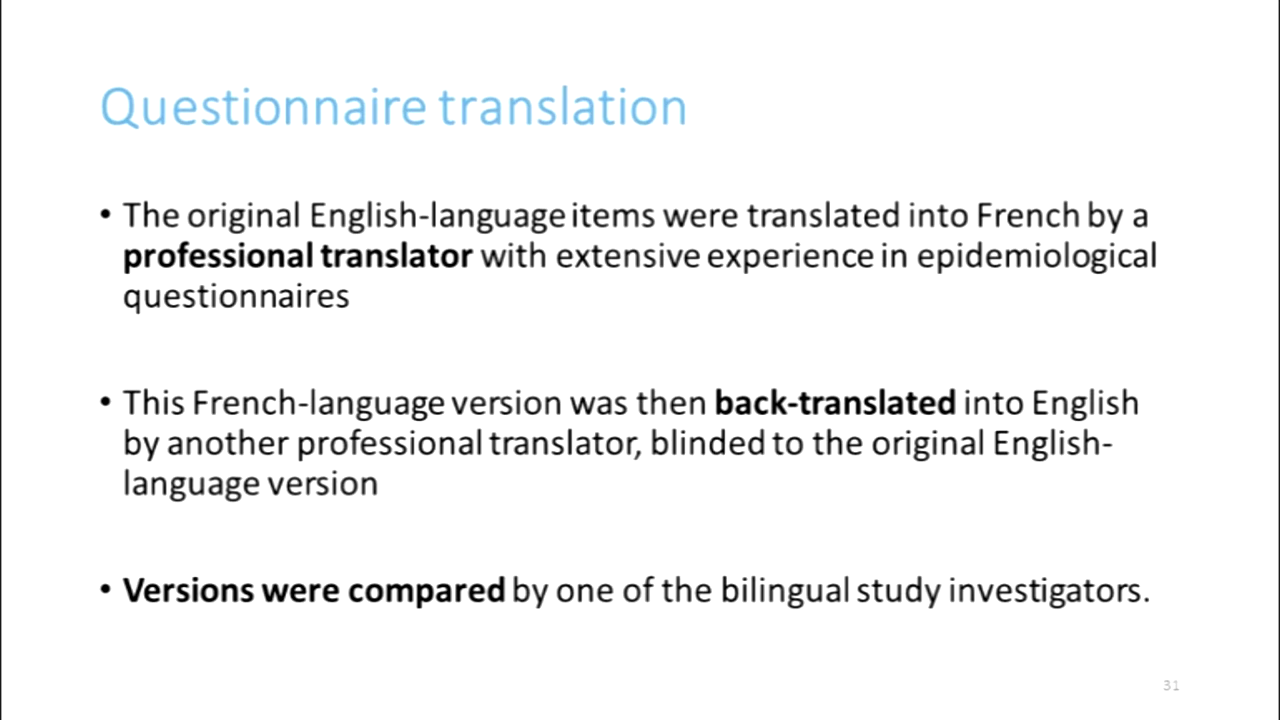 Questionnaire translation
• The original English-language items were translated into French by a
professional translator with extensive experience in epidemiological
questionnaires
• This French-language version was then back-translated into English
by another professional translator, blinded to the original English-
language version
• Versions were compared by one of the bilingual study investigators.
31